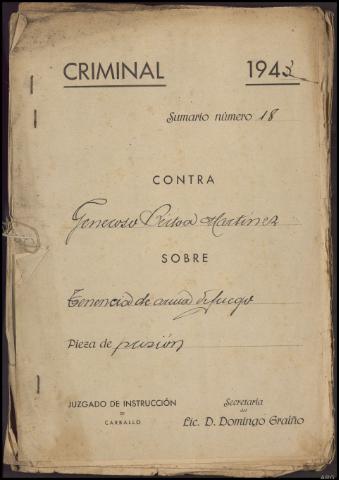 CRIMINAL 1943
Sumario número 18
CONTRA
Generoso Martínez
SOBRE
Tenencia de arma de fuego
Pieza de prisión
JUZGADO DE INSTRUCCIÓN
DE
CARBALLO
Secretaría
del
Lic. D. Domingo Graíño